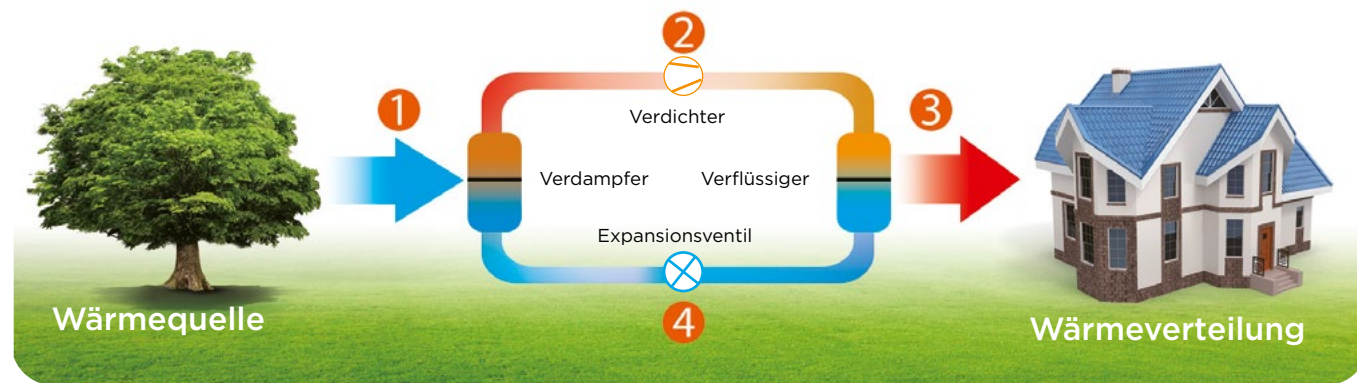 2
1
3
Verdichter
Verdampfer
Verflüssiger
Expansionsventil
4
Wärmequelle
Wärmeverteilung